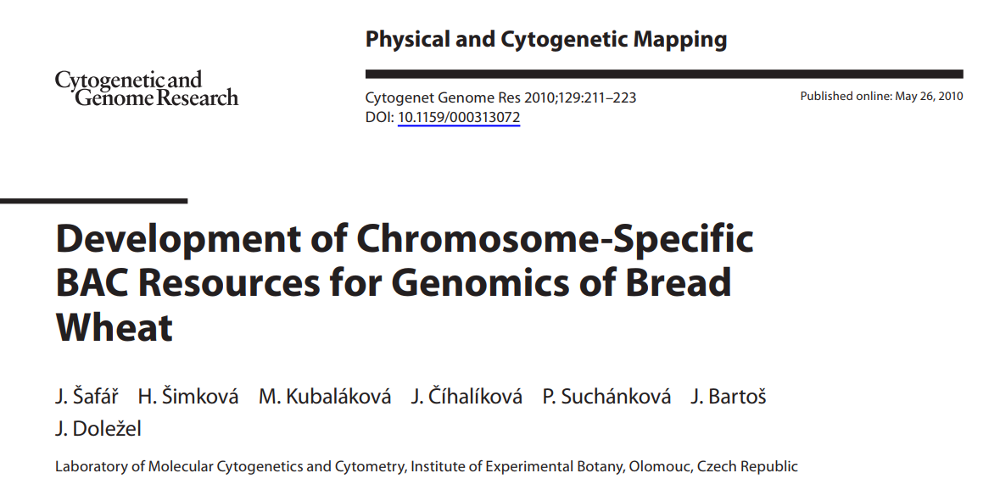 Physical and Cytogenetic Mapping
Cytogenetic and
Genome Research
Cytogenet Genome Res 2010;129:211–223
Published online: May 26, 2010
DOI: 10.1159/000313072
Development of Chromosome-Specific
BAC Resources for Genomics of Bread
Wheat
J. Šafář H. Šimková M. Kubaláková J. Číhalíková P. Suchánková J. Bartoš
J. Doležel
Laboratory of Molecular Cytogenetics and Cytometry, Institute of Experimental Botany, Olomouc, Czech Republic